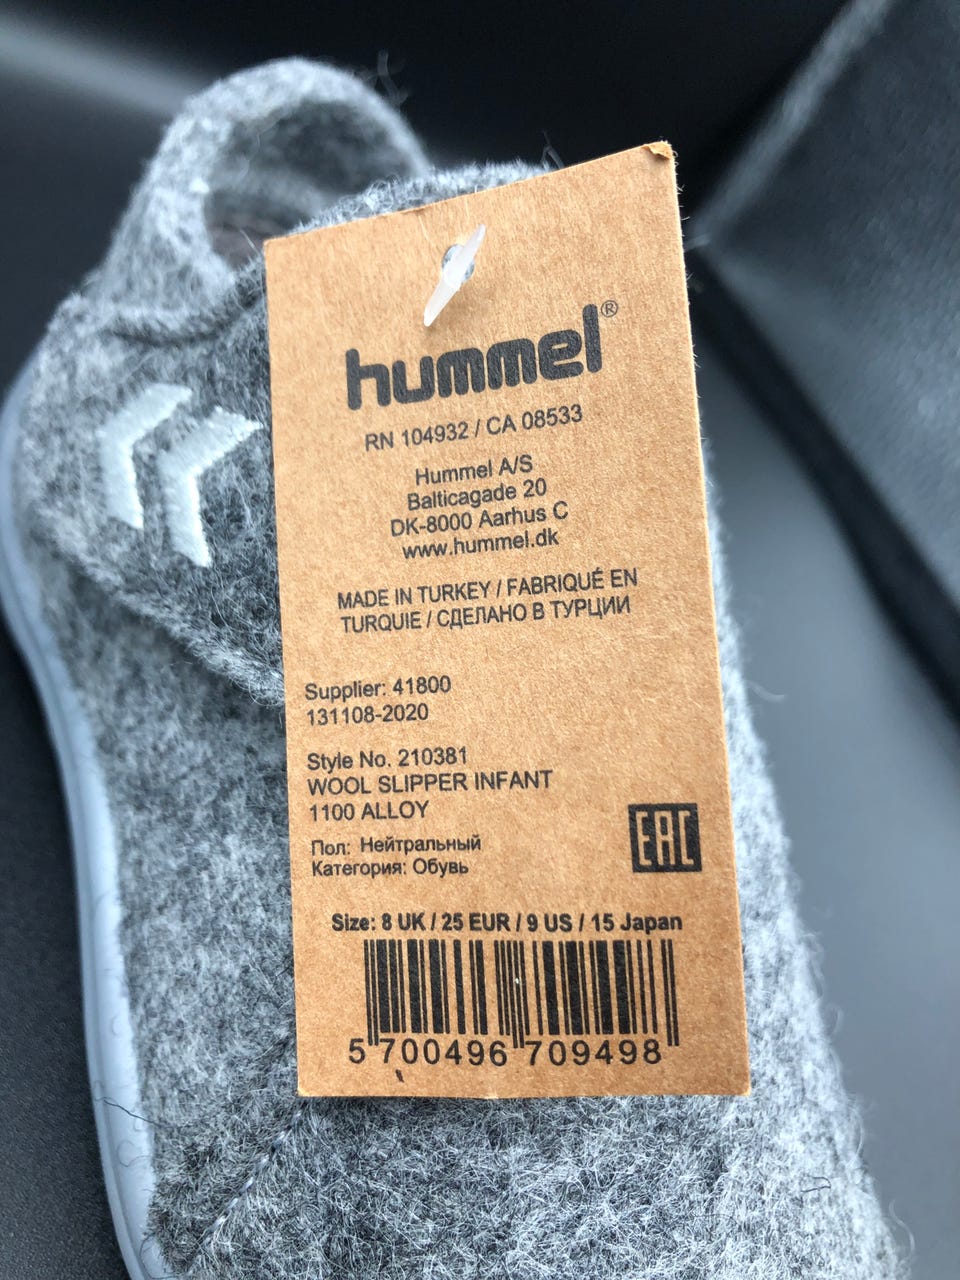 hummel®
RN 104932 / CA 08533
Hummel A/S
Balticagade 20
DK-8000 Aarhus C
www.hummel.dk
MADE IN TURKEY / FABRIQUÉ EN
TURQUIE / СДЕЛАНО В ТУРЦИИ
Supplier: 41800
131108-2020
Style No. 210381
WOOL SLIPPER INFANT
1100 ALLOY
Пол: Нейтральный
Категория: Обувь
EAC
Size: 8 UK / 25 EUR / 9 US / 15 Japan
5 700496 709498